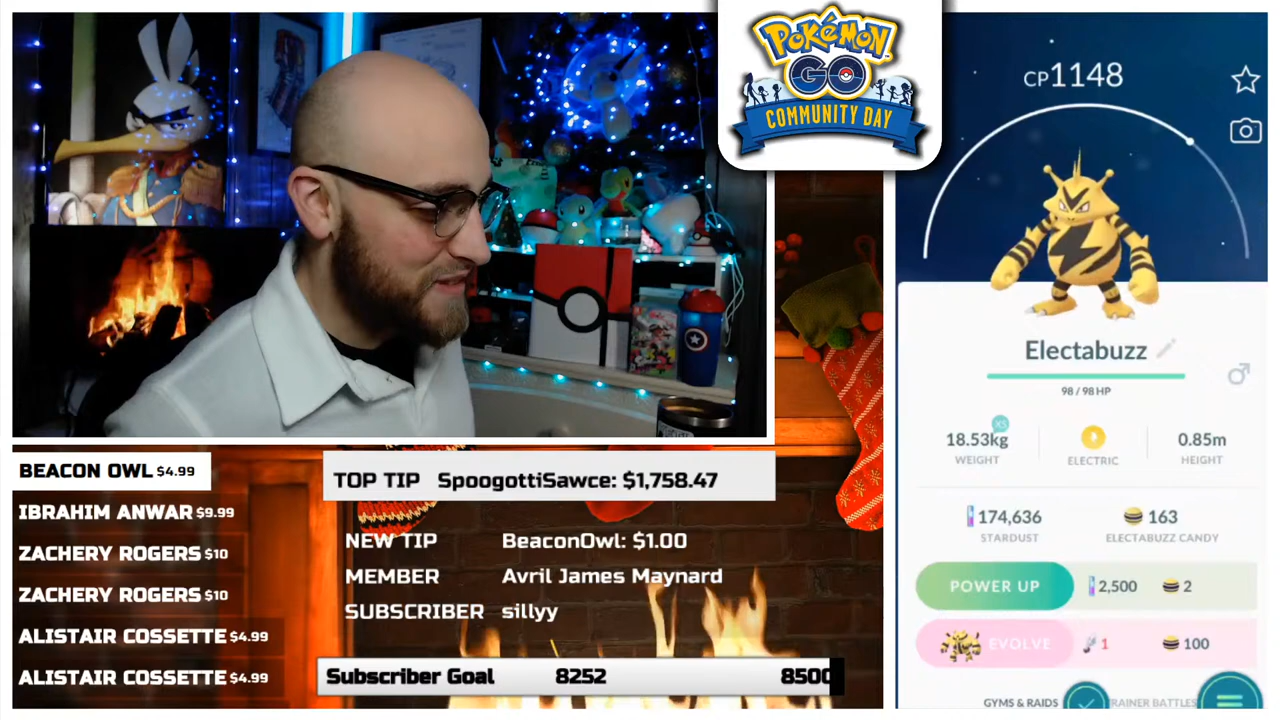 POKÉMON
GO
COMMUNITY DAY
CP1148
Electabuzz
98 / 98 HP
XS
18.53kg
WEIGHT
ELECTRIC
0.85m
HEIGHT
174,636
STARDUST
163
ELECTABUZZ CANDY
POWER UP 2,500 2
EVOLVE 1 100
GYMS & RAIDS
TRAINER BATTLES
BEACON OWL $4.99
IBRAHIM ANWAR $9.99
ZACHERY ROGERS $10
ZACHERY ROGERS $10
ALISTAIR COSSETTE $4.99
ALISTAIR COSSETTE $4.99
TOP TIP SpoogottiSawce: $1,758.47
NEW TIP BeaconOwl: $1.00
MEMBER Avril James Maynard
SUBSCRIBER sillyy
Subscriber Goal 8252 8500